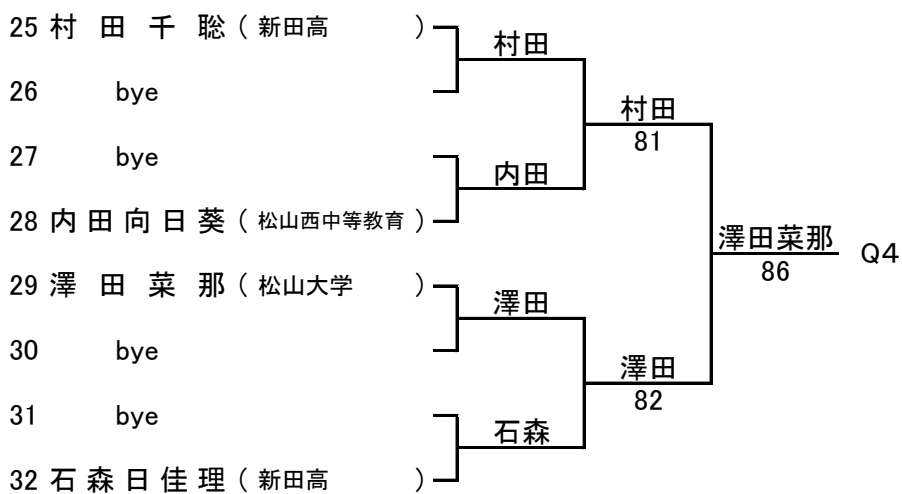 25 村 田 千 聡 ( 新田高 )
村田
26 bye
村田
81
27 bye
内田
28 内 田 向 日 葵 ( 松山西中等教育 )
澤田菜那
Q4
86
29 澤 田 菜 那 ( 松山大学 )
澤田
30 bye
澤田
82
31 bye
石森
32 石 森 日 佳 理 ( 新田高 )